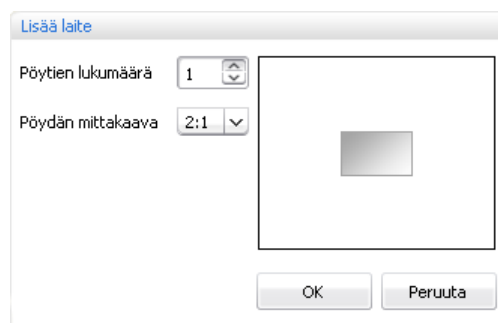 Lisää laite
Pöytien lukumäärä 1
Pöydän mittakaava 2:1
OK Peruuta